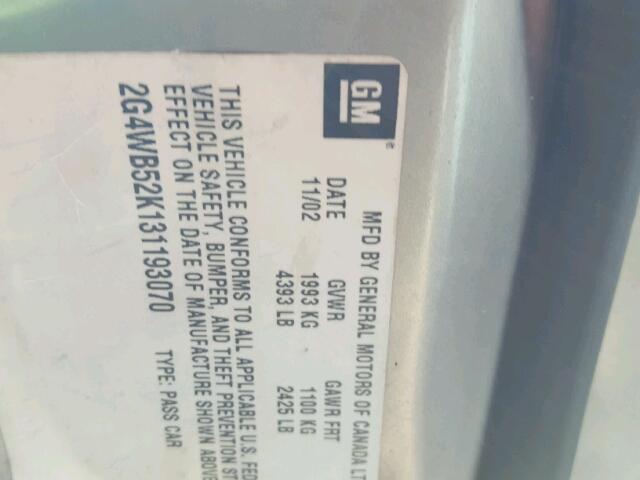 GM
MFD BY GENERAL MOTORS OF CANADA LT
DATE GVWR GAWR FRT
11/02 1993 KG 1100 KG
4393 LB 2425 LB
THIS VEHICLE CONFORMS TO ALL APPLICABLE U.S. FED
VEHICLE SAFETY, BUMPER, AND THEFT PREVENTION ST
EFFECT ON THE DATE OF MANUFACTURE SHOWN ABOVE
2G4WB52K131193070 TYPE: PASS CAR